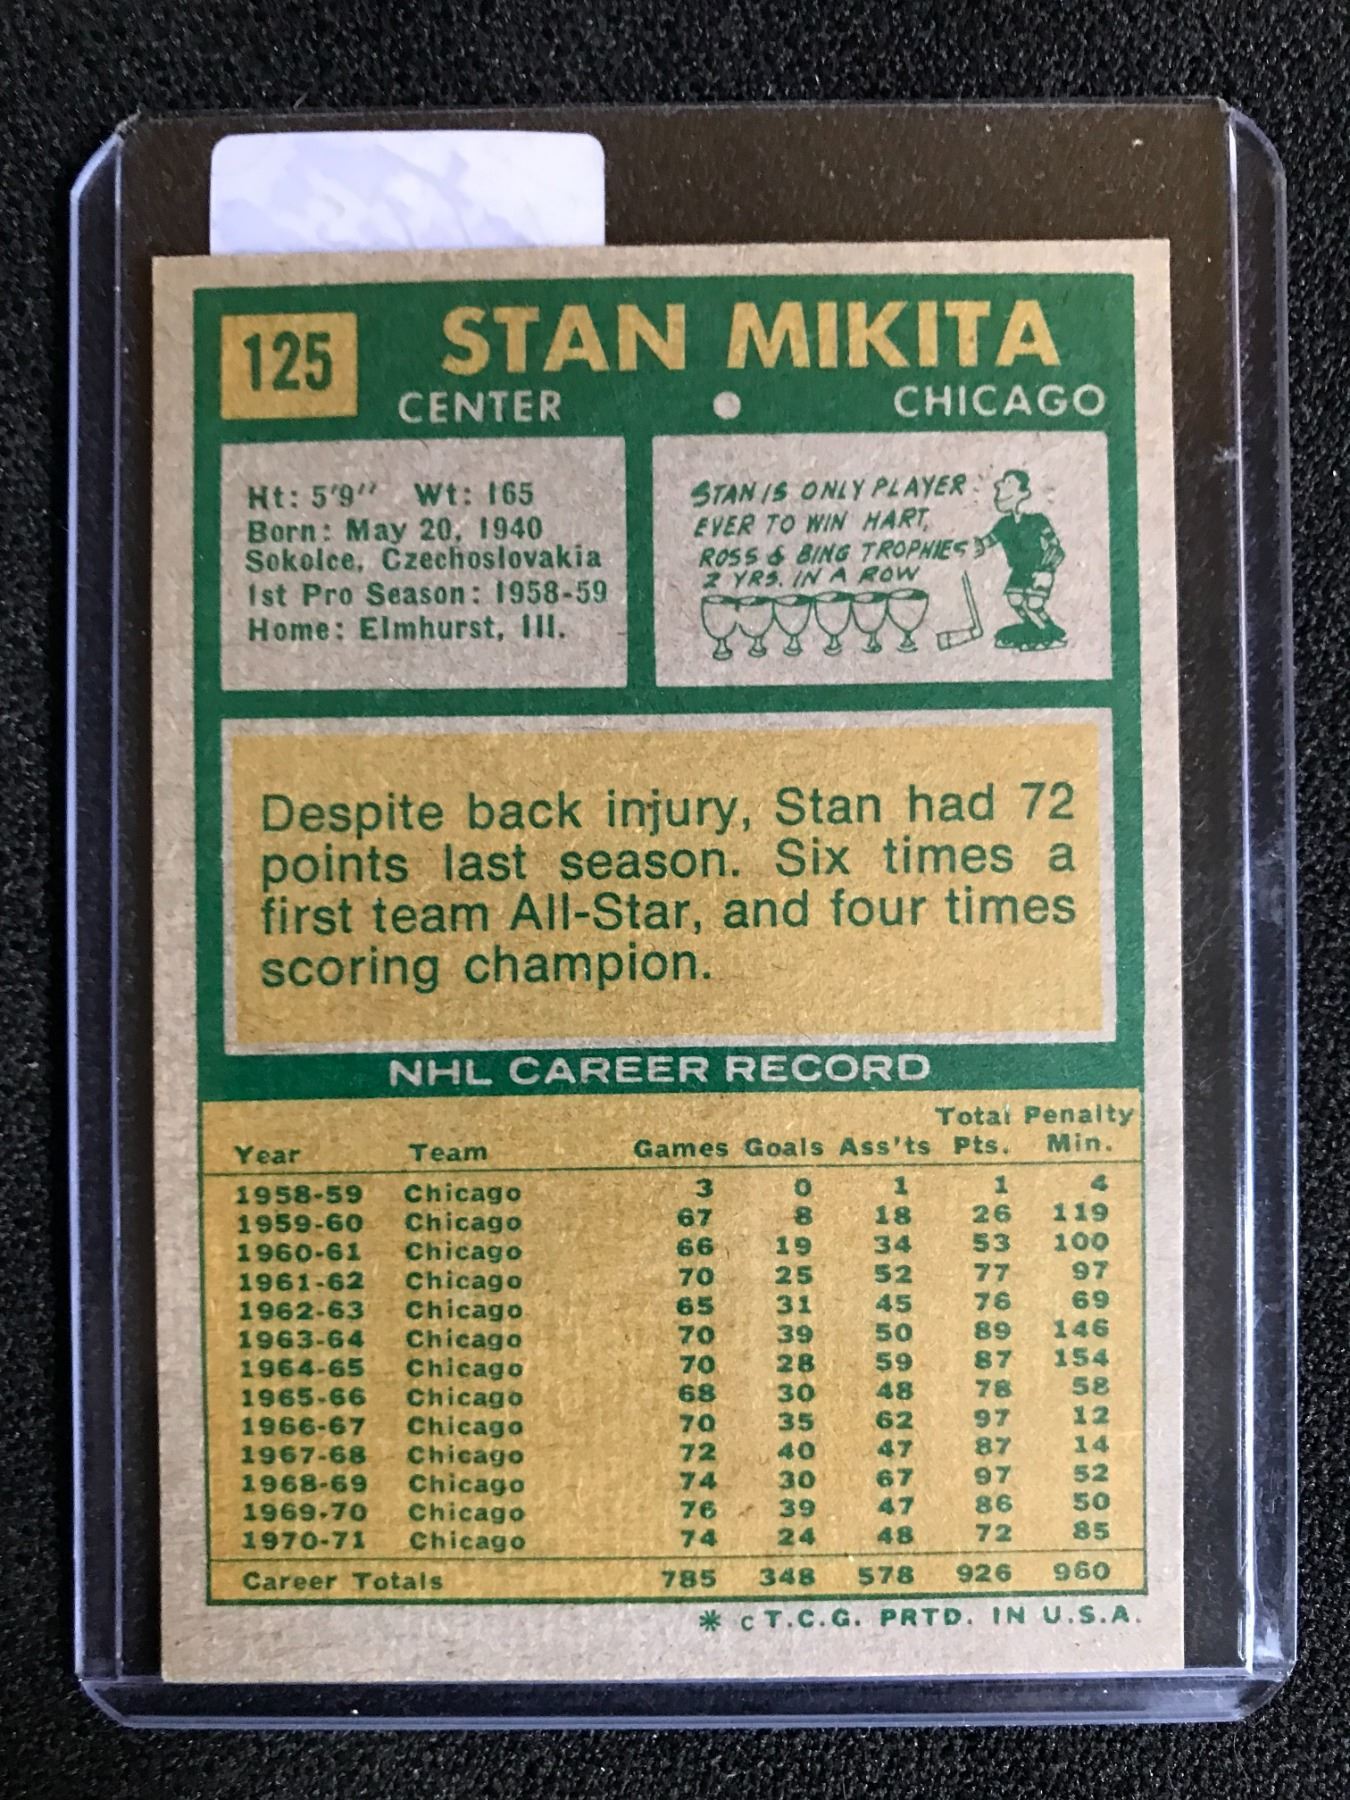 125
STAN MIKITA
CENTER
CHICAGO
Ht: 5'9" Wt: 165
Born: May 20, 1940
Sokolce, Czechoslovakia
1st Pro Season: 1958-59
Home: Elmhurst, Ill.
STAN IS ONLY PLAYER
EVER TO WIN HART,
ROSS & BING TROPHIES
2 YRS. IN A ROW
Despite back injury, Stan had 72
points last season. Six times a
first team All-Star, and four times
scoring champion.
NHL CAREER RECORD
Total Penalty
Year Team Games Goals Ass'ts Pts. Min.
1958-59 Chicago 3 0 1 1 4
1959-60 Chicago 67 8 18 26 119
1960-61 Chicago 66 19 34 53 100
1961-62 Chicago 70 25 52 77 97
1962-63 Chicago 65 31 45 76 69
1963-64 Chicago 70 39 50 89 146
1964-65 Chicago 70 28 59 87 154
1965-66 Chicago 68 30 48 78 58
1966-67 Chicago 70 35 62 97 12
1967-68 Chicago 72 40 47 87 14
1968-69 Chicago 74 30 67 97 52
1969-70 Chicago 76 39 47 86 50
1970-71 Chicago 74 24 48 72 85
Career Totals 785 348 578 926 960
* c T.C.G. PRTD. IN U.S.A.